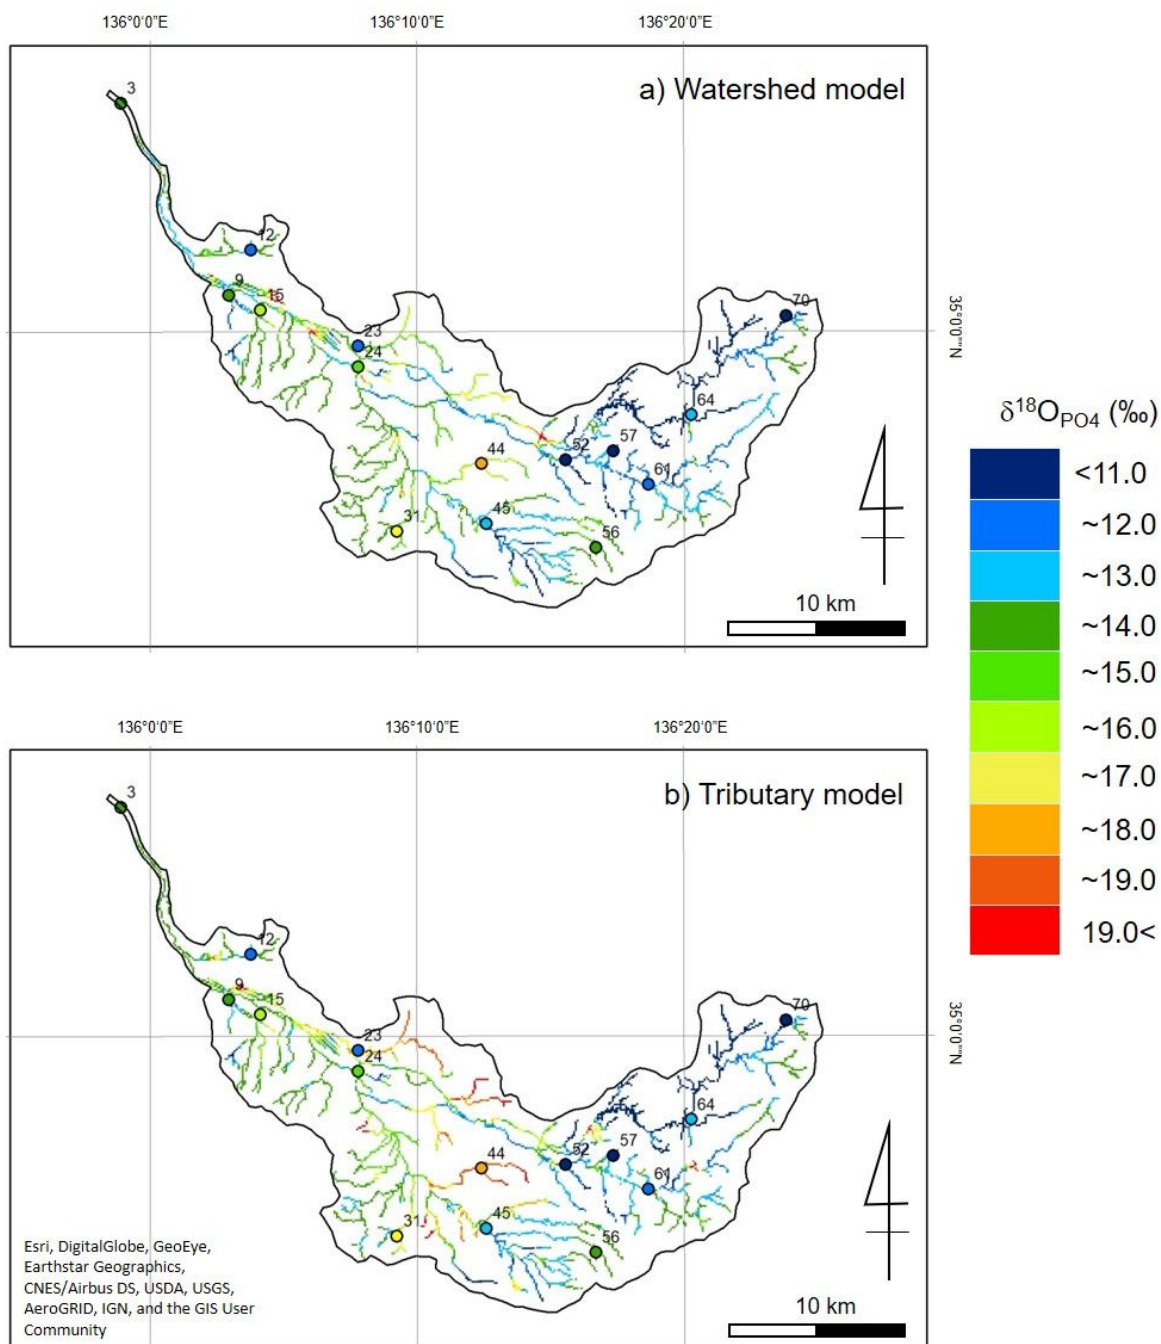 136°0'0"E 136°10'0"E 136°20'0"E
a) Watershed model
3
12
9
15
23
24
70
35°0'0"N
64
57
52
44
61
45
31
56
10 km
δ¹⁸O_PO4 (‰)
<11.0
~12.0
~13.0
~14.0
~15.0
~16.0
~17.0
~18.0
~19.0
19.0<
136°0'0"E 136°10'0"E 136°20'0"E
b) Tributary model
3
12
9
15
23
24
70
35°0'0"N
64
57
52
44
61
45
31
56
Esri, DigitalGlobe, GeoEye,
Earthstar Geographics,
CNES/Airbus DS, USDA, USGS,
AeroGRID, IGN, and the GIS User
Community
10 km